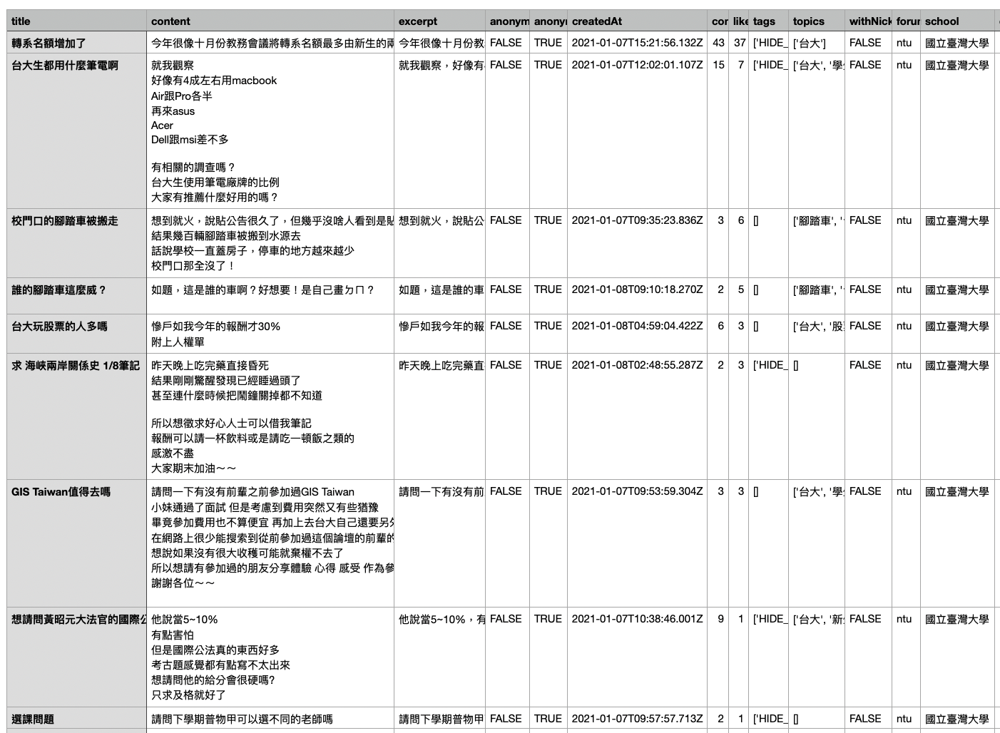 title content excerpt anonym anonyr createdAt cor like tags topics withNick forur school
轉系名額增加了 今年很像十月份教務會議將轉系名額最多由新生的兩 今年很像十月份教 FALSE TRUE 2021-01-07T15:21:56.132Z 43 37 ['HIDE_ ['台大'] FALSE ntu 國立臺灣大學
台大生都用什麼筆電啊 就我觀察 就我觀察，好像有 FALSE TRUE 2021-01-07T12:02:01.107Z 15 7 ['HIDE_ ['台大', '學 FALSE ntu 國立臺灣大學
好像有4成左右用macbook
Air跟Pro各半
再來asus
Acer
Dell跟msi差不多
有相關的調查嗎？
台大生使用筆電廠牌的比例
大家有推薦什麼好用的嗎？
校門口的腳踏車被搬走 想到就火，說貼公告很久了，但幾乎沒啥人看到是貼 想到就火，說貼公 FALSE TRUE 2021-01-07T09:35:23.836Z 3 6 [] ['腳踏車', ' FALSE ntu 國立臺灣大學
結果幾百輛腳踏車被搬到水源去
話說學校一直蓋房子，停車的地方越來越少
校門口那全沒了！
誰的腳踏車這麼威？ 如題，這是誰的車啊？好想要！是自己畫ㄉㄇ？ 如題，這是誰的車 FALSE TRUE 2021-01-08T09:10:18.270Z 2 5 [] ['腳踏車', ' FALSE ntu 國立臺灣大學
台大玩股票的人多嗎 慘戶如我今年的報酬才30% 慘戶如我今年的報 FALSE TRUE 2021-01-08T04:59:04.422Z 6 3 [] ['台大', '股 FALSE ntu 國立臺灣大學
附上人權單
求 海峽兩岸關係史 1/8筆記 昨天晚上吃完藥直接昏死 昨天晚上吃完藥直 FALSE TRUE 2021-01-08T02:48:55.287Z 2 3 ['HIDE_ [] FALSE ntu 國立臺灣大學
結果剛剛驚醒發現已經睡過頭了
甚至連什麼時候把鬧鐘關掉都不知道
所以想徵求好心人士可以借我筆記
報酬可以請一杯飲料或是請吃一頓飯之類的
感激不盡
大家期末加油～～
GIS Taiwan值得去嗎 請問一下有沒有前輩之前參加過GIS Taiwan 請問一下有沒有前 FALSE TRUE 2021-01-07T09:53:59.304Z 3 3 [] ['台大', '學 FALSE ntu 國立臺灣大學
小妹通過了面試 但是考慮到費用突然又有些猶豫
畢竟參加費用也不算便宜 再加上去台大自己還要另外
在網路上很少能搜索到從前參加過這個論壇的前輩的
想說如果沒有很大收穫可能就棄權不去了
所以想請有參加過的朋友分享體驗 心得 感受 作為參
謝謝各位～～
想請問黃昭元大法官的國際公 他說當5~10% 他說當5~10%，有 FALSE TRUE 2021-01-07T10:38:46.001Z 9 1 ['HIDE_ ['台大', '新 FALSE ntu 國立臺灣大學
有點害怕
但是國際公法真的東西好多
考古題感覺都有點寫不太出來
想請問他的給分會很硬嗎?
只求及格就好了
選課問題 請問下學期普物甲可以選不同的老師嗎 請問下學期普物甲 FALSE TRUE 2021-01-07T09:57:57.713Z 2 1 ['HIDE_ [] FALSE ntu 國立臺灣大學